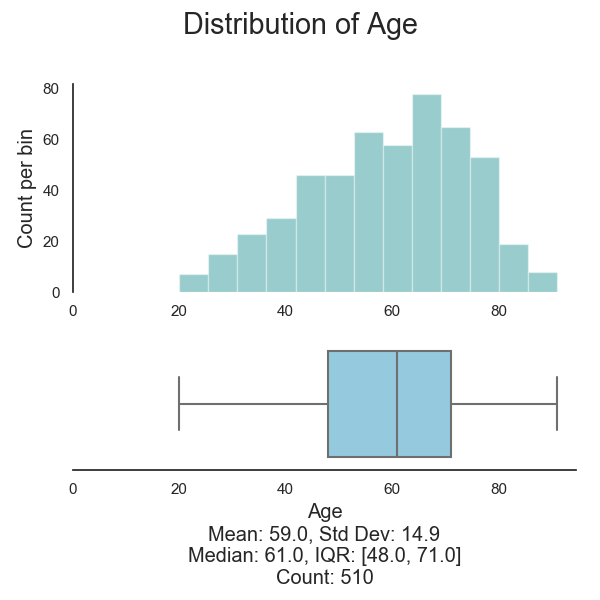 Distribution of Age
80
60
40
20
0
Count per bin
0 20 40 60 80
0 20 40 60 80
Age
Mean: 59.0, Std Dev: 14.9
Median: 61.0, IQR: [48.0, 71.0]
Count: 510